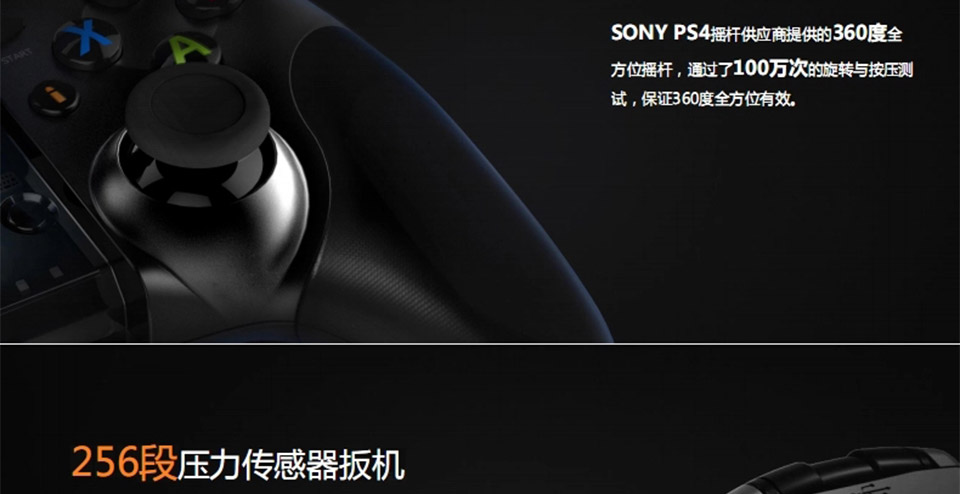 X
A
START
i
SONY PS4摇杆供应商提供的360度全
方位摇杆，通过了100万次的旋转与按压测
试，保证360度全方位有效。
256段压力传感器扳机